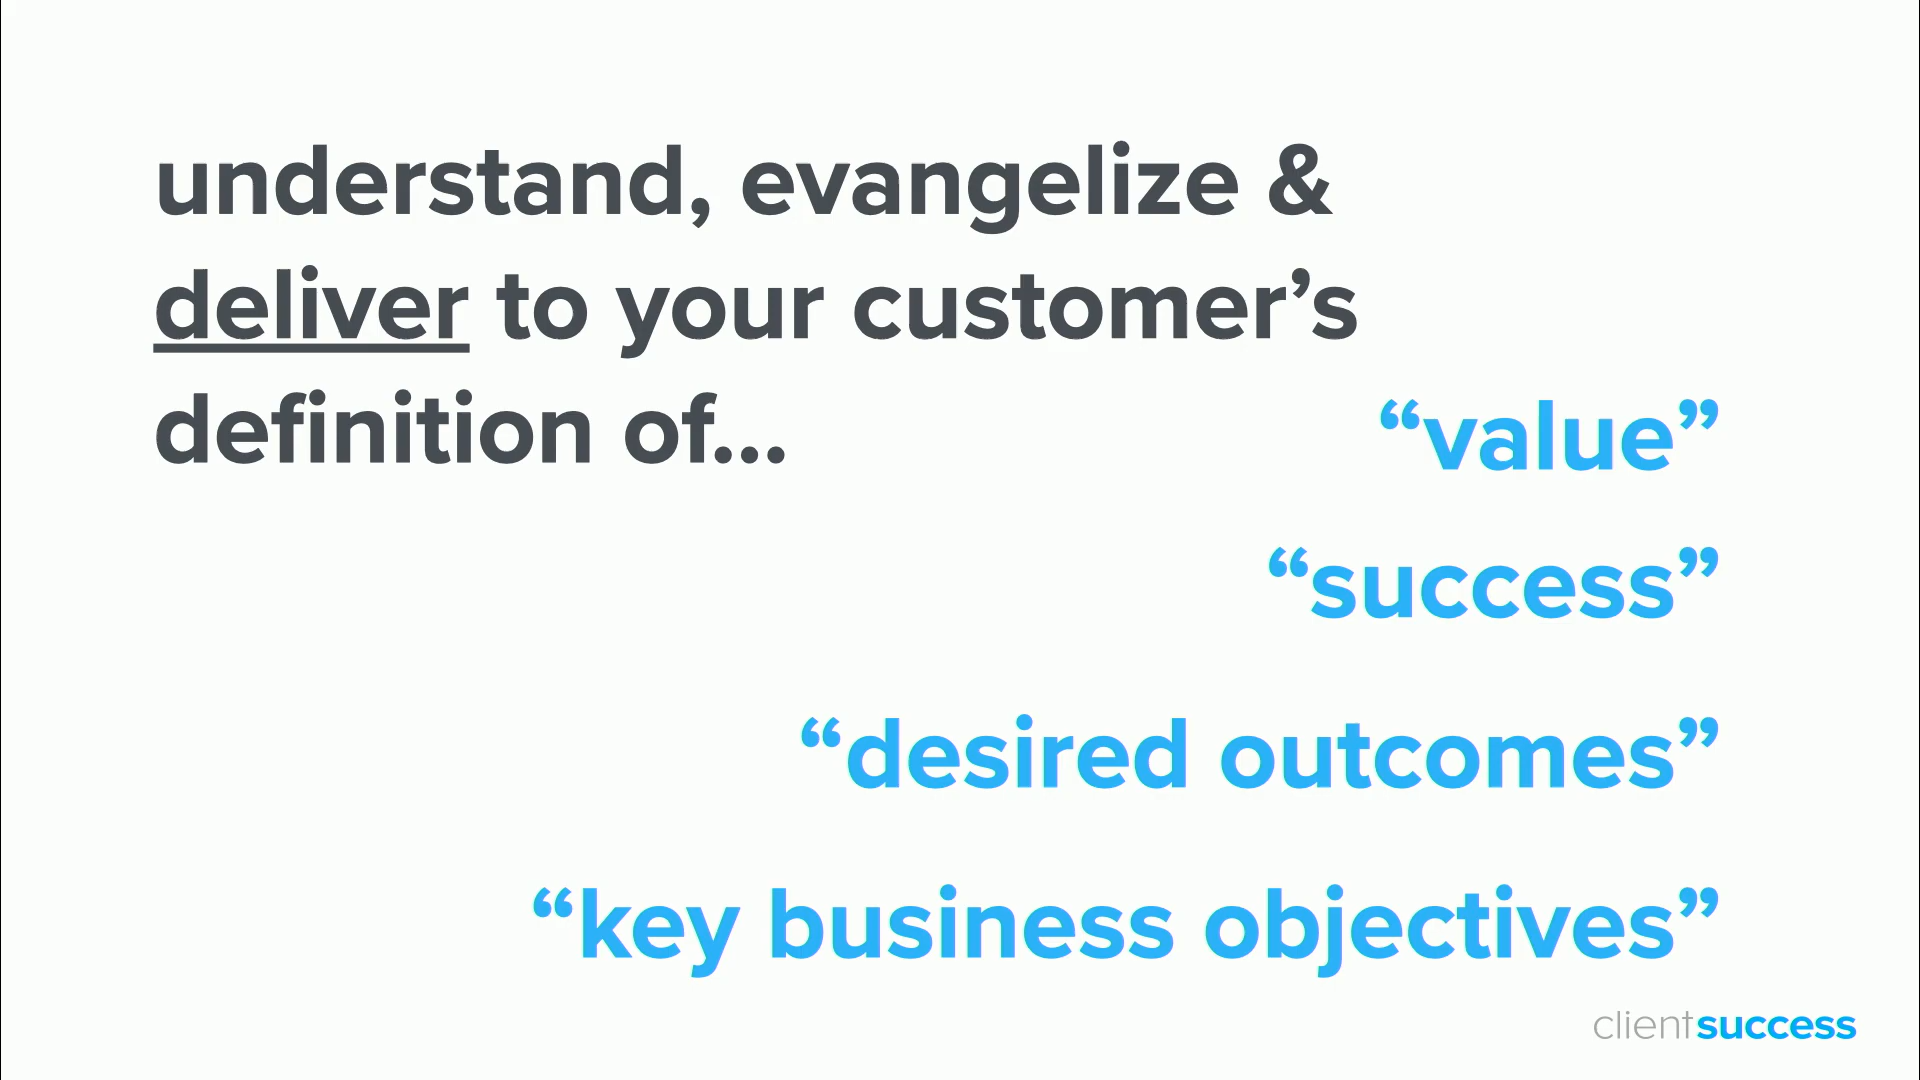 understand, evangelize &
deliver to your customer’s
definition of...
“value”
“success”
“desired outcomes”
“key business objectives”
clientsuccess